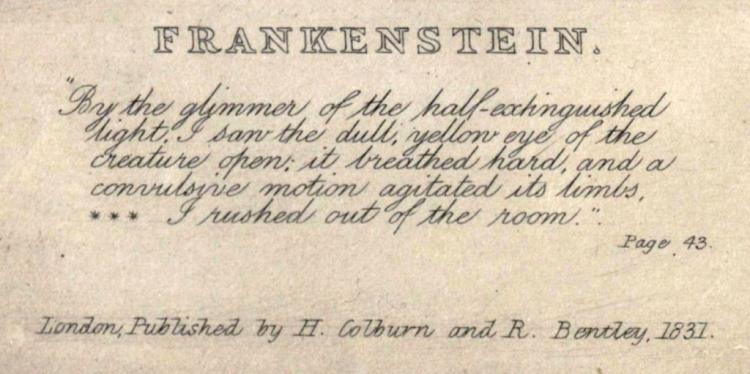 FRANKENSTEIN.
"By the glimmer of the half-extinguished
light, I saw the dull, yellow eye of the
creature open; it breathed hard, and a
convulsive motion agitated its limbs,
*** I rushed out of the room."
Page 43.
London, Published by H. Colburn and R. Bentley, 1831.